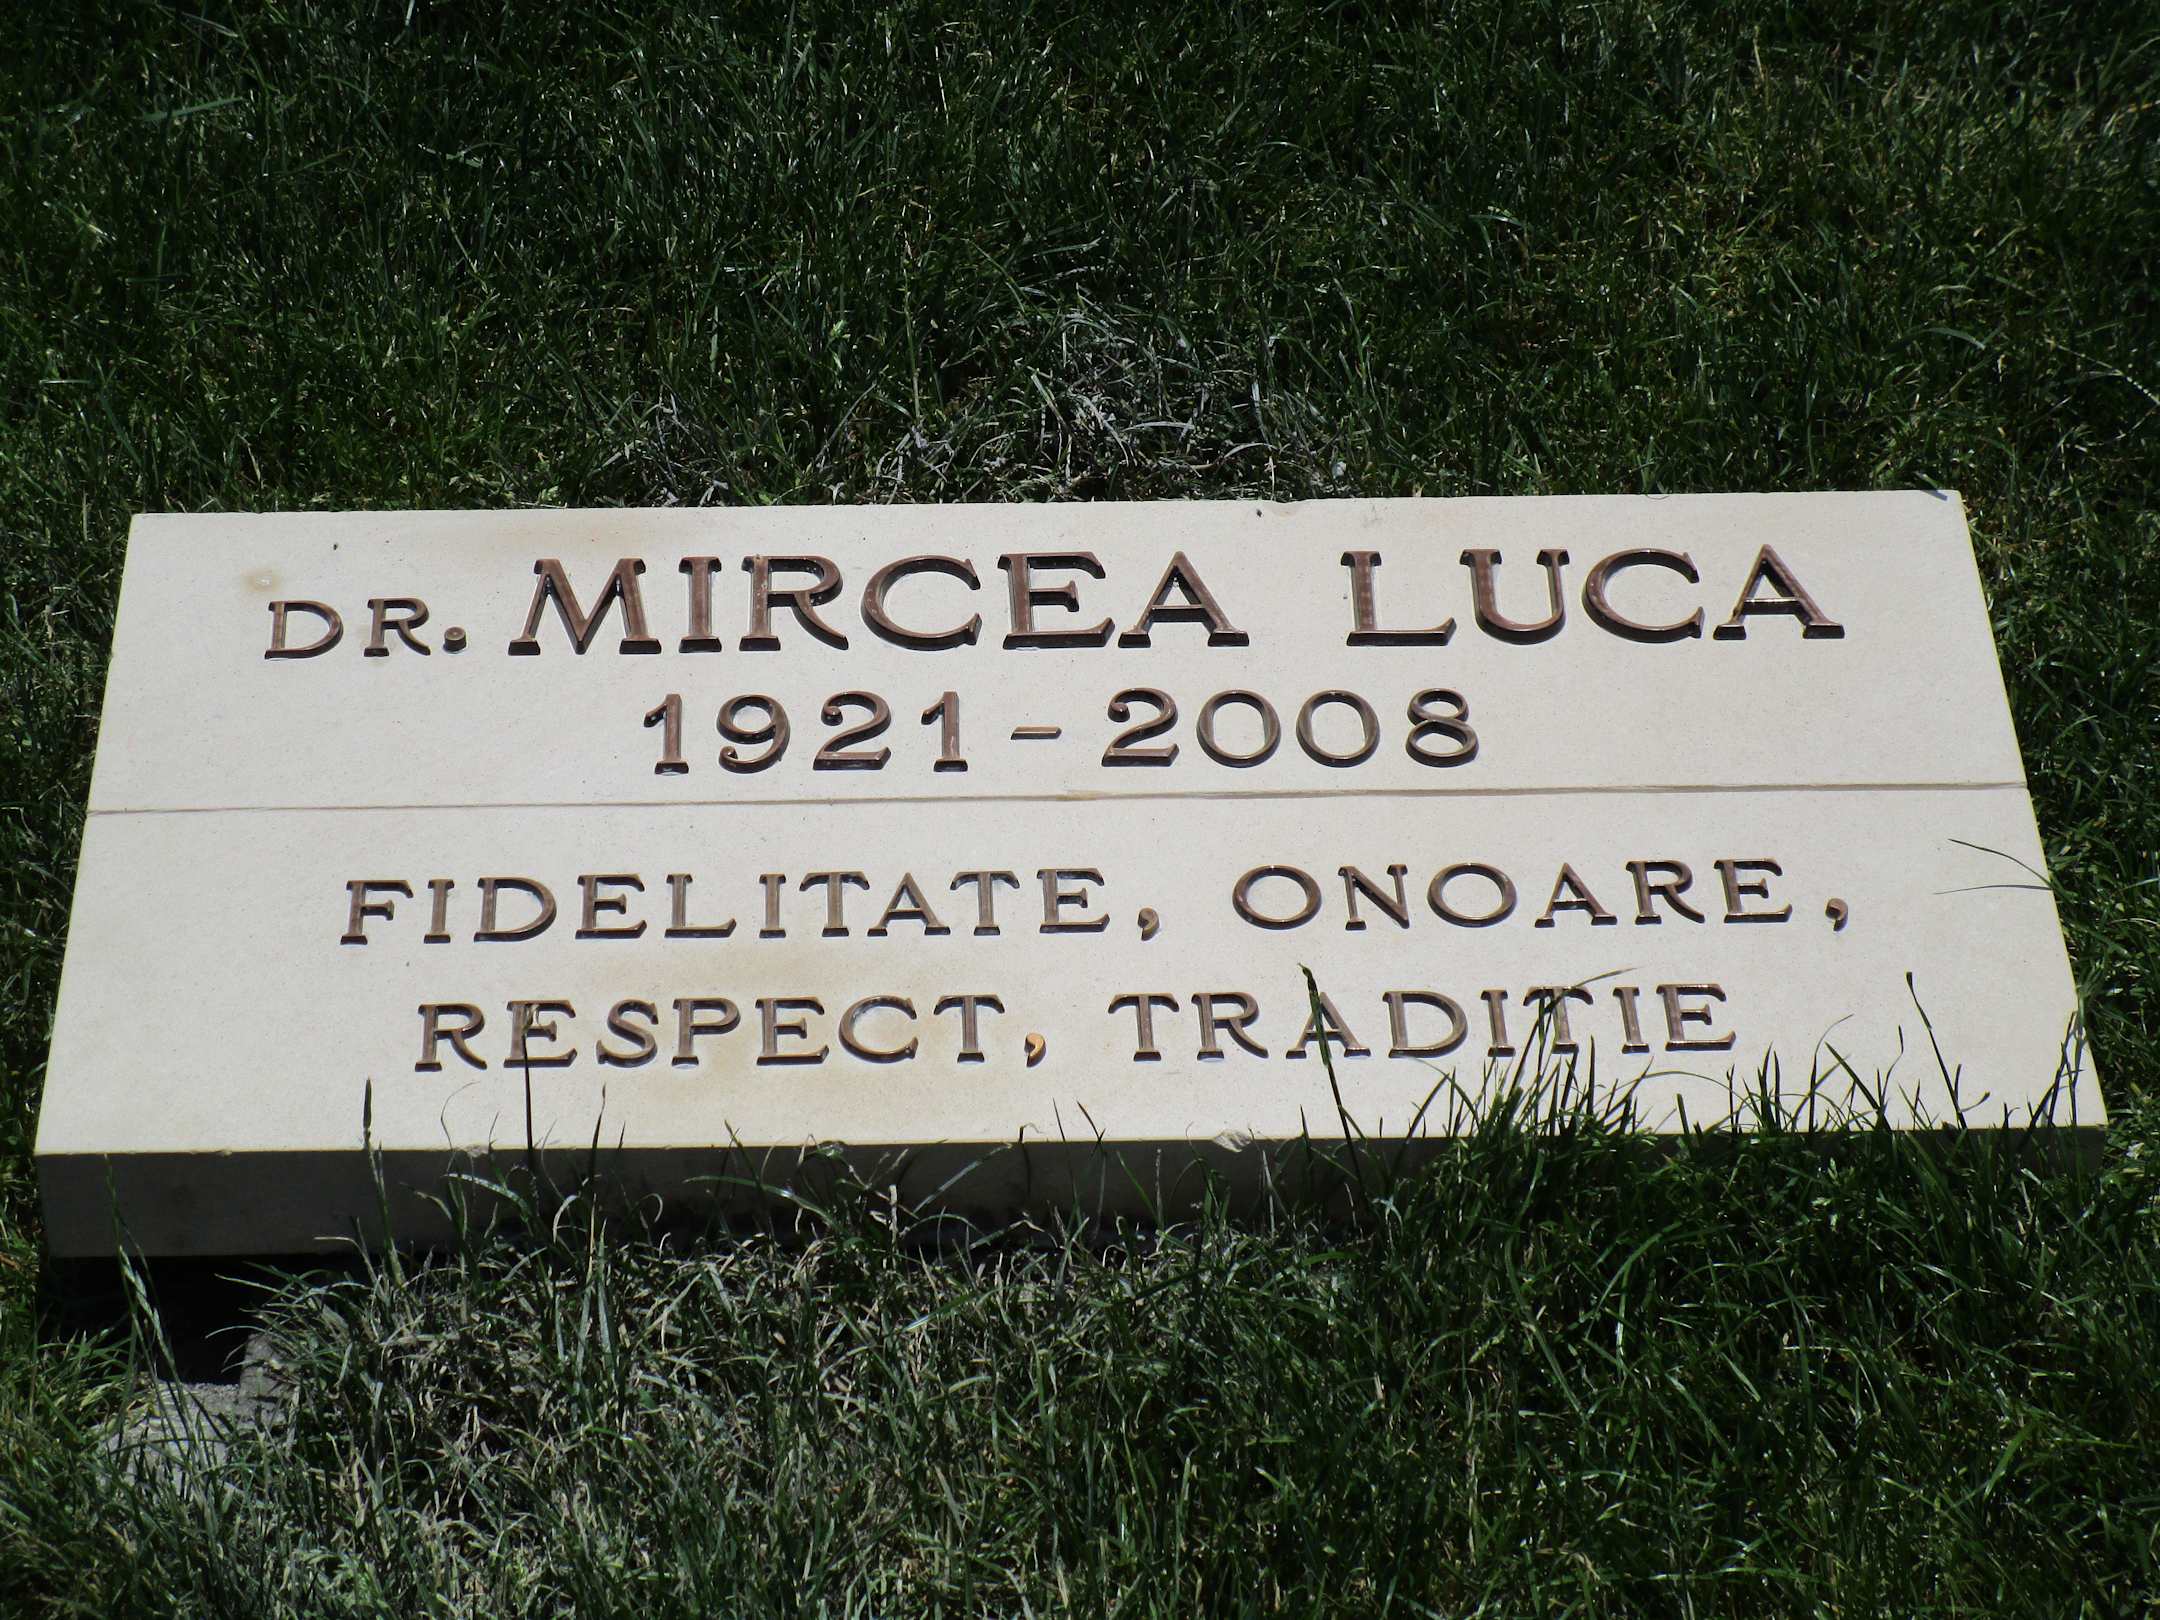 DR. MIRCEA LUCA
1921-2008
FIDELITATE, ONOARE,
RESPECT, TRADITIE